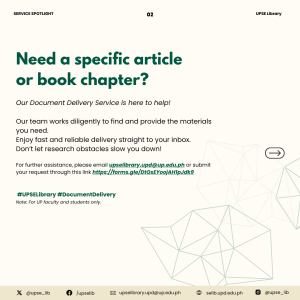 SERVICE SPOTLIGHT
02
UPSE Library
Need a specific article
or book chapter?
Our Document Delivery Service is here to help!
Our team works diligently to find and provide the materials
you need.
Enjoy fast and reliable delivery straight to your inbox.
Don't let research obstacles slow you down!
For further assistance, please email upselibrary.upd@up.edu.ph or submit
your request through this link
#UPSELibrary #DocumentDelivery
Note: For UP faculty and students only.
@upse_lib
/upselib
upselibrary.upd@up.edu.ph
selib.upd.edu.ph
@upse_lib